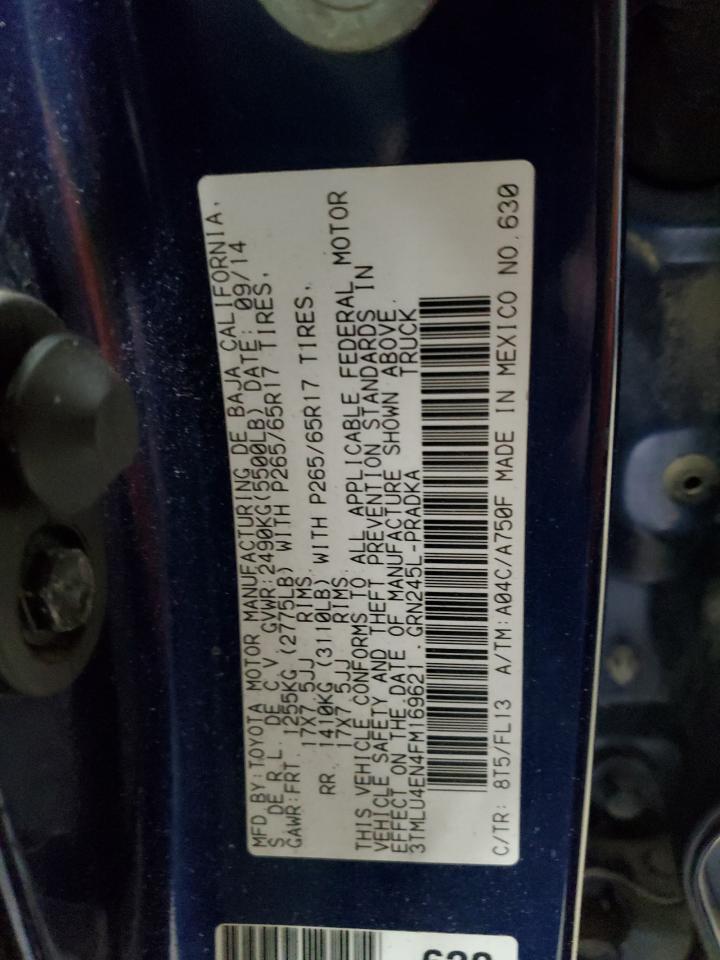 MFD BY:TOYOTA MOTOR MANUFACTURING DE BAJA CALIFORNIA,
S DE R.L. DE C.V. GVWR:2490KG(5500LB) DATE: 09/14
GAWR:FRT. 1255KG (2775LB) WITH P265/65R17 TIRES,
17X7.5JJ RIMS
RR. 1410KG (3110LB) WITH P265/65R17 TIRES,
17X7.5JJ RIMS
THIS VEHICLE CONFORMS TO ALL APPLICABLE FEDERAL MOTOR
VEHICLE SAFETY AND THEFT PREVENTION STANDARDS IN
EFFECT ON THE DATE OF MANUFACTURE SHOWN ABOVE.
3TMLU4EN4FM169621 GRN245L-PRADKA TRUCK
C/TR: 8T5/FL13 A/TM:A04C/A750F MADE IN MEXICO NO.630